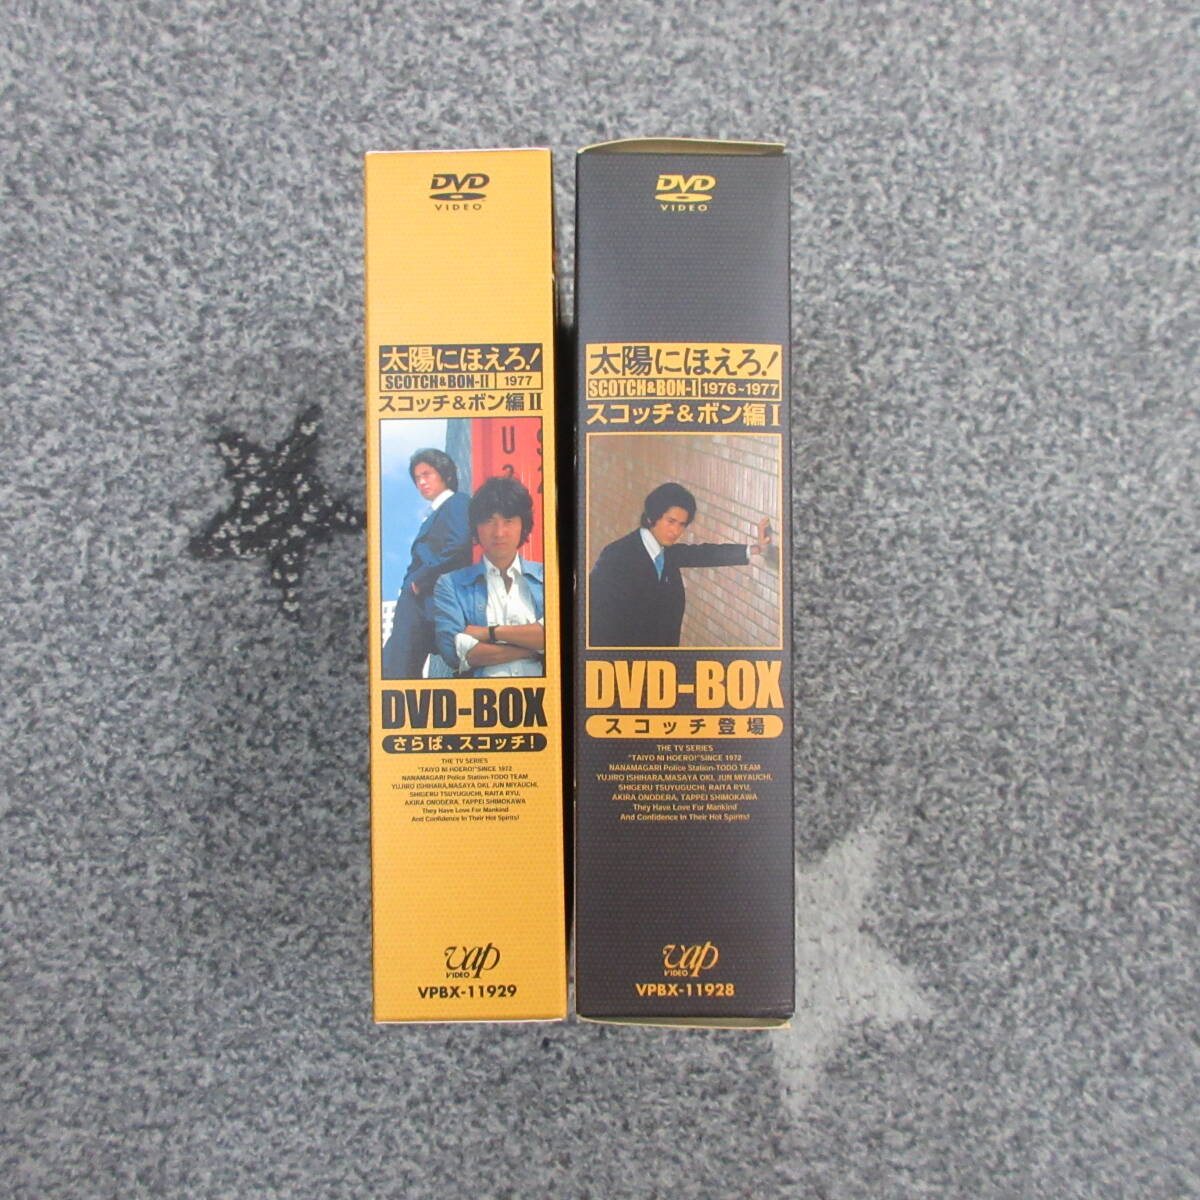 DVD
VIDEO
太陽にほえろ!
SCOTCH&BON-II 1977
スコッチ&ボン編II
U S
DVD-BOX
さらば、スコッチ!
THE TV SERIES
"TAIYO NI HOERO!"SINCE 1972
NANAMAGARI Police Station-TODO TEAM
YUJIRO ISHIHARA,MASAYA OKI, JUN MIYAUCHI,
SHIGERU TSUYUGUCHI, RAITA RYU,
AKIRA ONODERA, TAPPEI SHIMOKAWA
They Have Love For Mankind
And Confidence In Their Hot Spirits!
vap
VIDEO
VPBX-11929
DVD
VIDEO
太陽にほえろ!
SCOTCH&BON-I 1976~1977
スコッチ&ボン編I
DVD-BOX
スコッチ登場
THE TV SERIES
"TAIYO NI HOERO!"SINCE 1972
NANAMAGARI Police Station-TODO TEAM
YUJIRO ISHIHARA,MASAYA OKI, JUN MIYAUCHI,
SHIGERU TSUYUGUCHI, RAITA RYU,
AKIRA ONODERA, TAPPEI SHIMOKAWA
They Have Love For Mankind
And Confidence In Their Hot Spirits!
vap
VIDEO
VPBX-11928